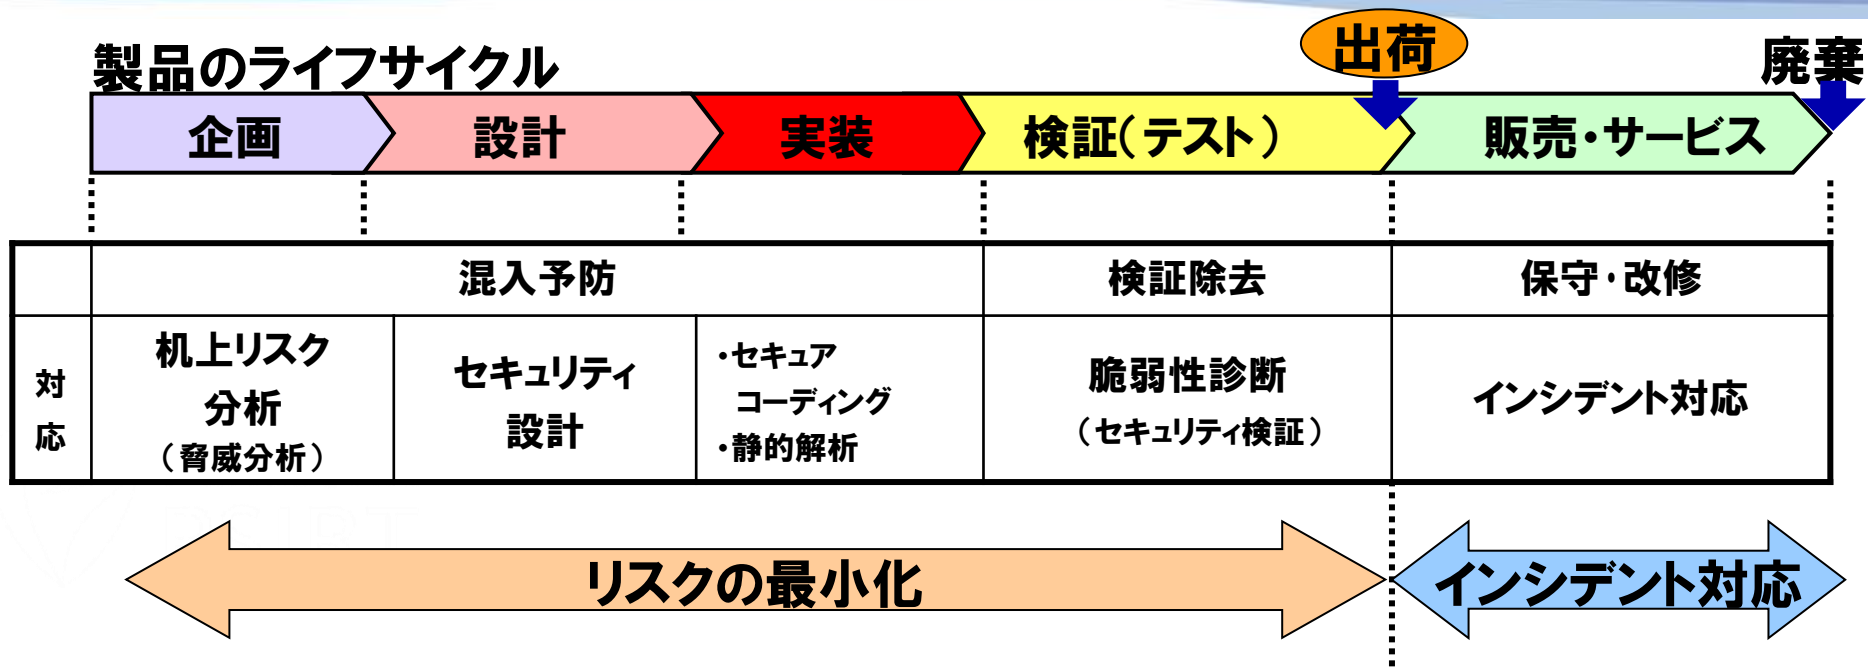 出荷
廃棄
製品のライフサイクル
企画
設計
実装
検証(テスト)
販売・サービス
混入予防
検証除去
保守・改修
対
応
机上リスク
分析
(脅威分析)
セキュリティ
設計
・セキュア
コーディング
・静的解析
脆弱性診断
(セキュリティ検証)
インシデント対応
リスクの最小化
インシデント対応